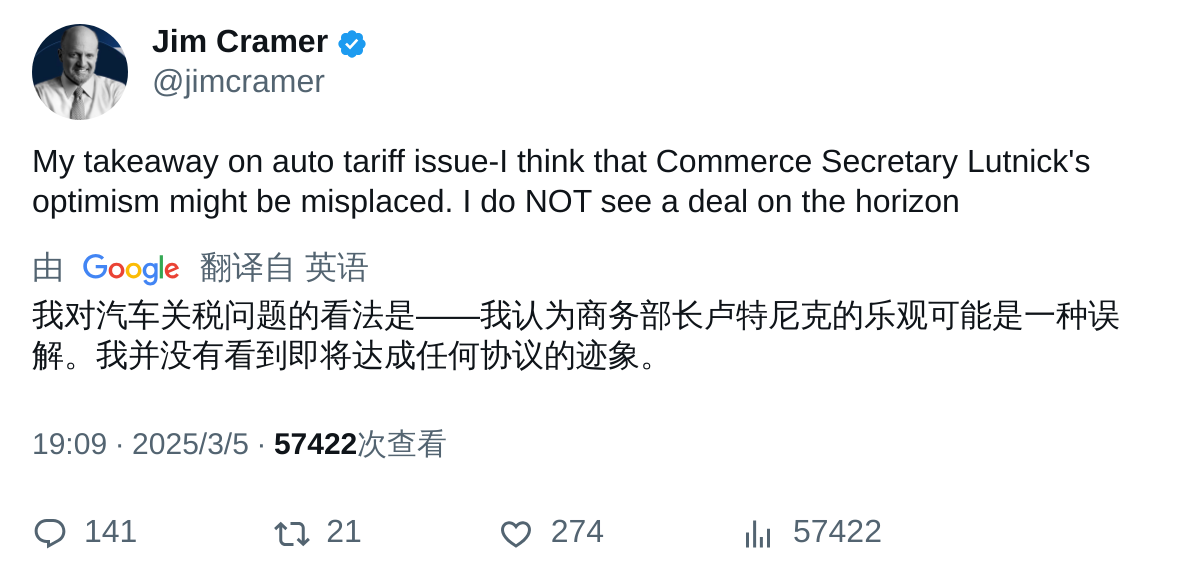 Jim Cramer
@jimcramer
My takeaway on auto tariff issue-I think that Commerce Secretary Lutnick's
optimism might be misplaced. I do NOT see a deal on the horizon
由 Google 翻译自 英语
我对汽车关税问题的看法是——我认为商务部长卢特尼克的乐观可能是一种误
解。我并没有看到即将达成任何协议的迹象。
19:09 · 2025/3/5 · 57422次查看
141 21 274 57422